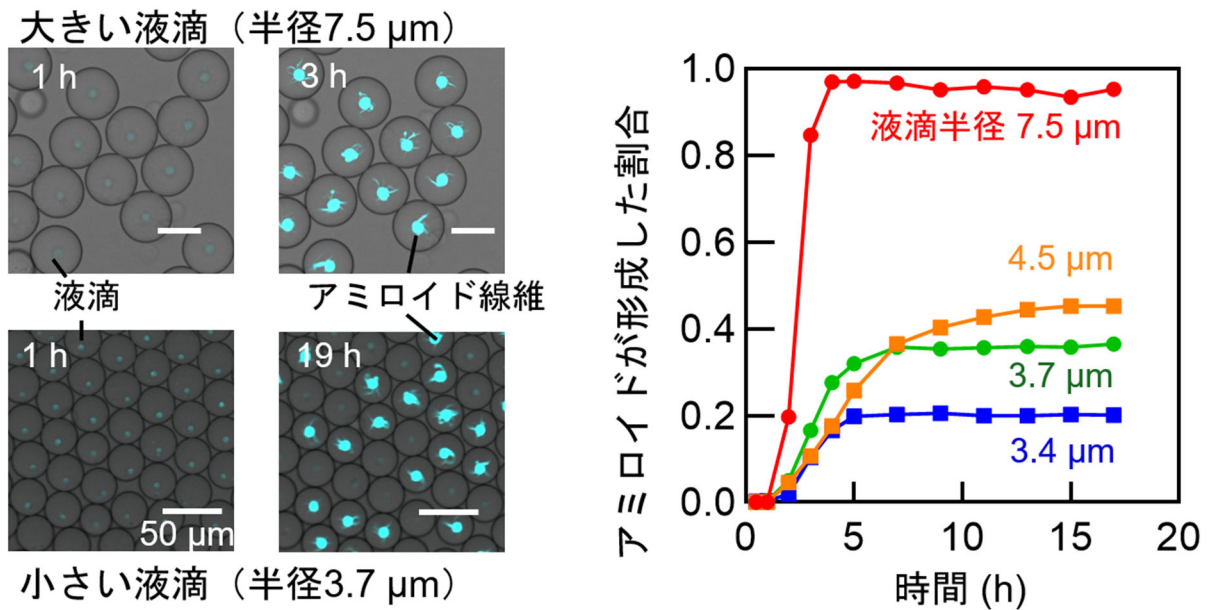 大きい液滴（半径7.5 µm）
1 h
3 h
液滴
アミロイド線維
1 h
19 h
50 µm
小さい液滴（半径3.7 µm）
アミロイドが形成した割合
1.0
0.8
0.6
0.4
0.2
0.0
液滴半径 7.5 µm
4.5 µm
3.7 µm
3.4 µm
0 5 10 15 20
時間 (h)